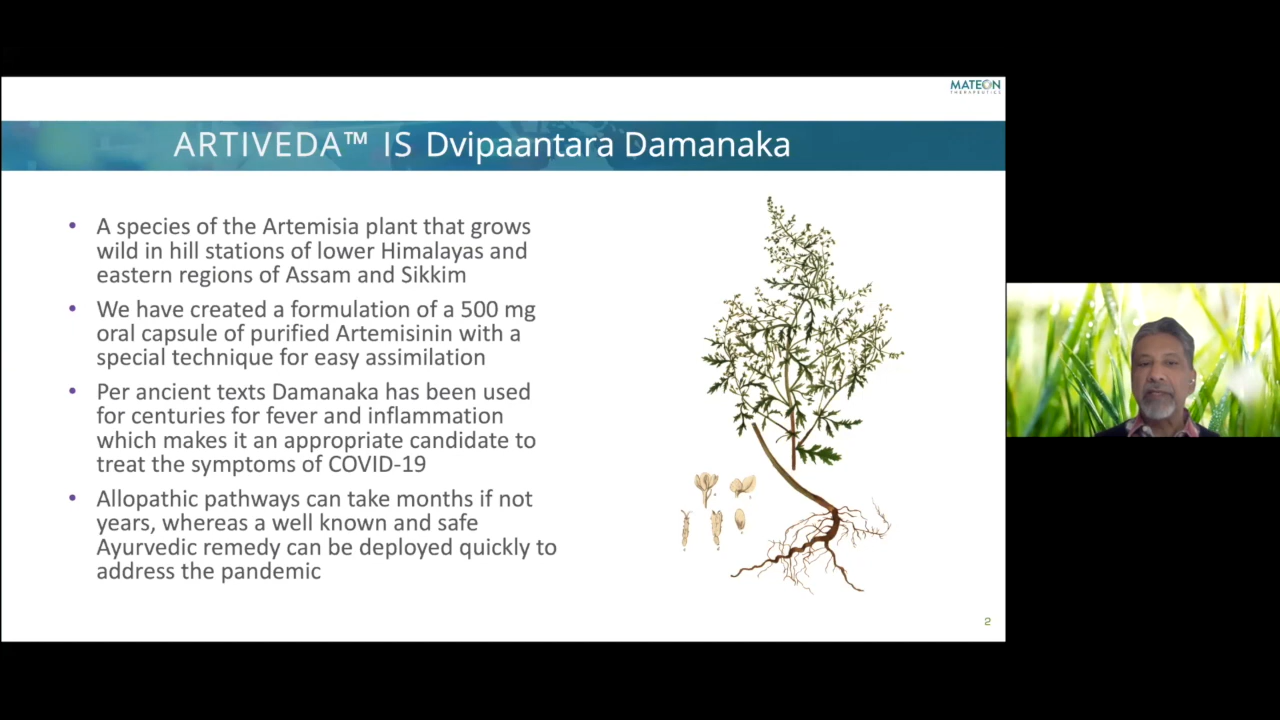 MATEON
THERAPEUTICS
ARTIVEDA™ IS Dvipaantara Damanaka
• A species of the Artemisia plant that grows
wild in hill stations of lower Himalayas and
eastern regions of Assam and Sikkim
• We have created a formulation of a 500 mg
oral capsule of purified Artemisinin with a
special technique for easy assimilation
• Per ancient texts Damanaka has been used
for centuries for fever and inflammation
which makes it an appropriate candidate to
treat the symptoms of COVID-19
• Allopathic pathways can take months if not
years, whereas a well known and safe
Ayurvedic remedy can be deployed quickly to
address the pandemic
2